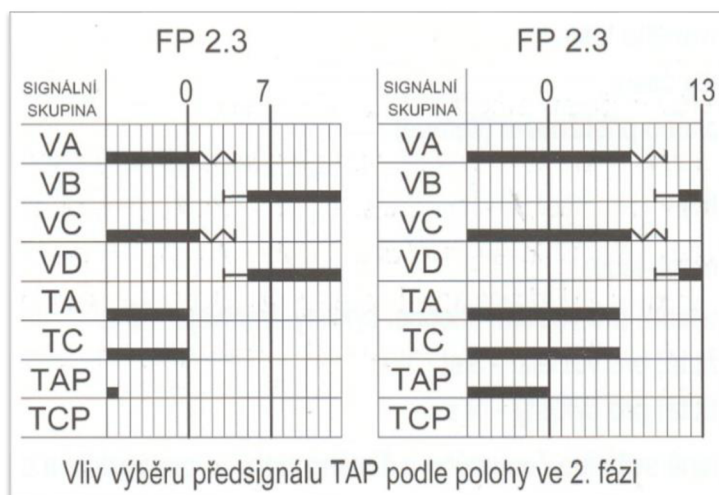 FP 2.3 FP 2.3
SIGNÁLNÍ SKUPINA 0 7 SIGNÁLNÍ SKUPINA 0 13
VA VA
VB VB
VC VC
VD VD
TA TA
TC TC
TAP TAP
TCP TCP
Vliv výběru předsignálu TAP podle polohy ve 2. fázi